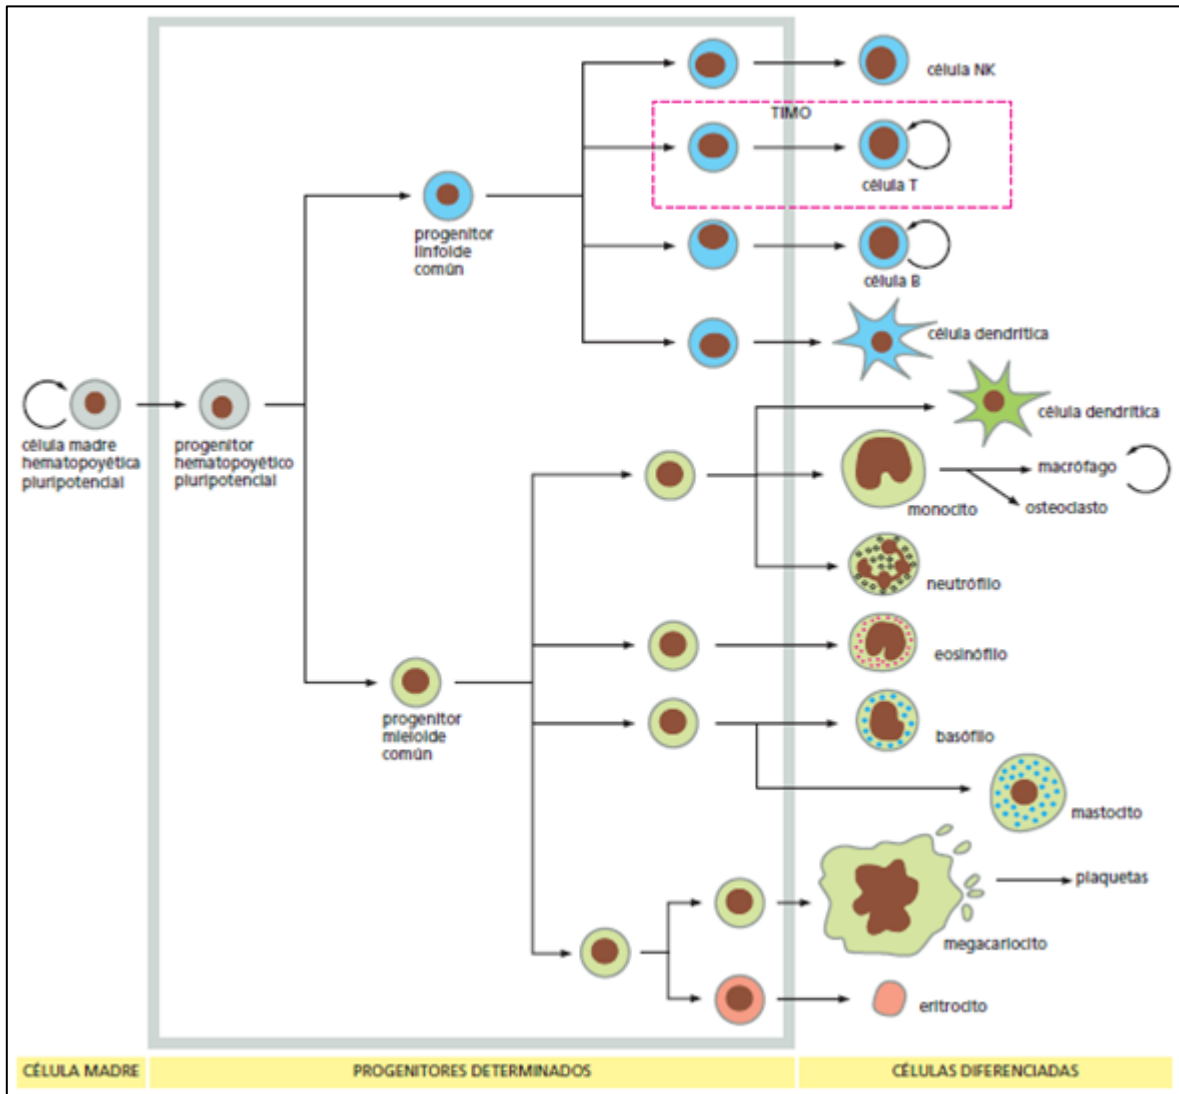 célula NK
TIMO
célula T
progenitor
linfoide
común
célula B
célula dendrítica
célula dendrítica
célula madre
hematopoyética
pluripotencial
progenitor
hematopoyético
pluripotencial
macrófago
monocito
osteoclasto
neutrófilo
eosinófilo
progenitor
mieloide
común
basófilo
mastocito
plaquetas
megacariocito
eritrocito
CÉLULA MADRE
PROGENITORES DETERMINADOS
CÉLULAS DIFERENCIADAS